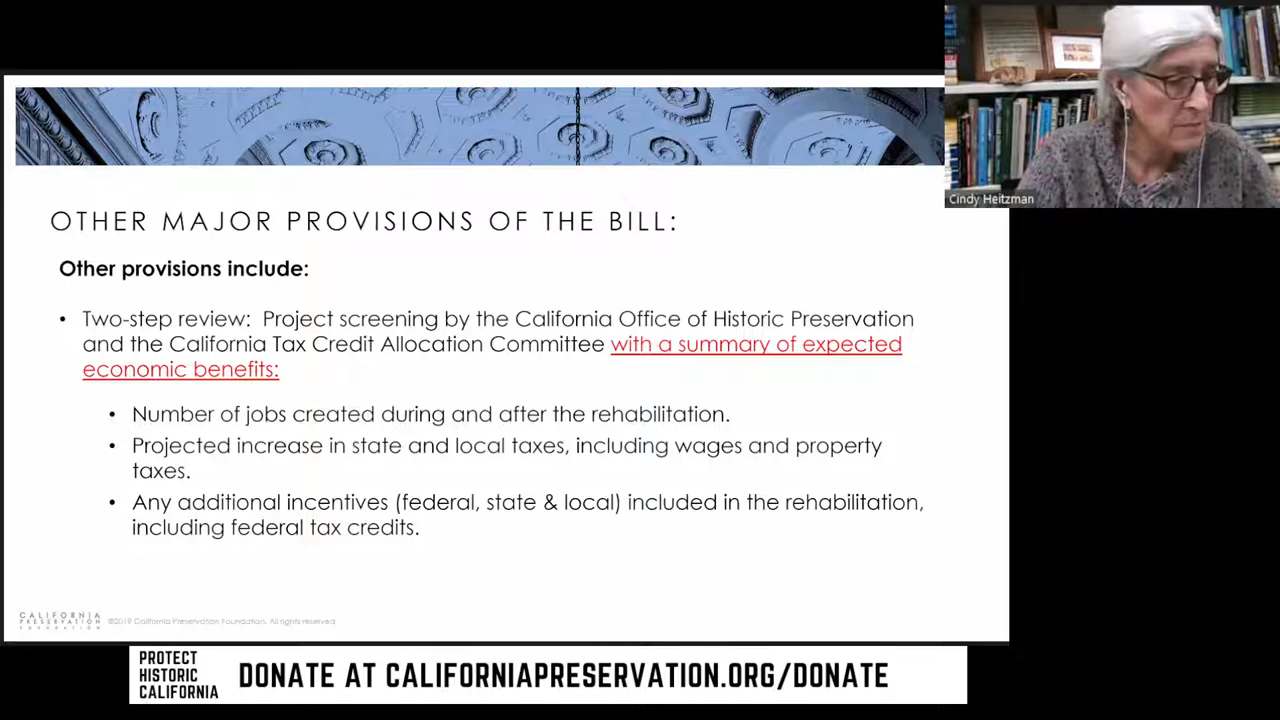 Cindy Heitzman
OTHER MAJOR PROVISIONS OF THE BILL:
Other provisions include:
• Two-step review: Project screening by the California Office of Historic Preservation
and the California Tax Credit Allocation Committee with a summary of expected
economic benefits:
• Number of jobs created during and after the rehabilitation.
• Projected increase in state and local taxes, including wages and property
taxes.
• Any additional incentives (federal, state & local) included in the rehabilitation,
including federal tax credits.
CALIFORNIA
PRESERVATION
FOUNDATION
©2019 California Preservation Foundation. All rights reserved.
PROTECT
HISTORIC
CALIFORNIA
DONATE AT CALIFORNIAPRESERVATION.ORG/DONATE